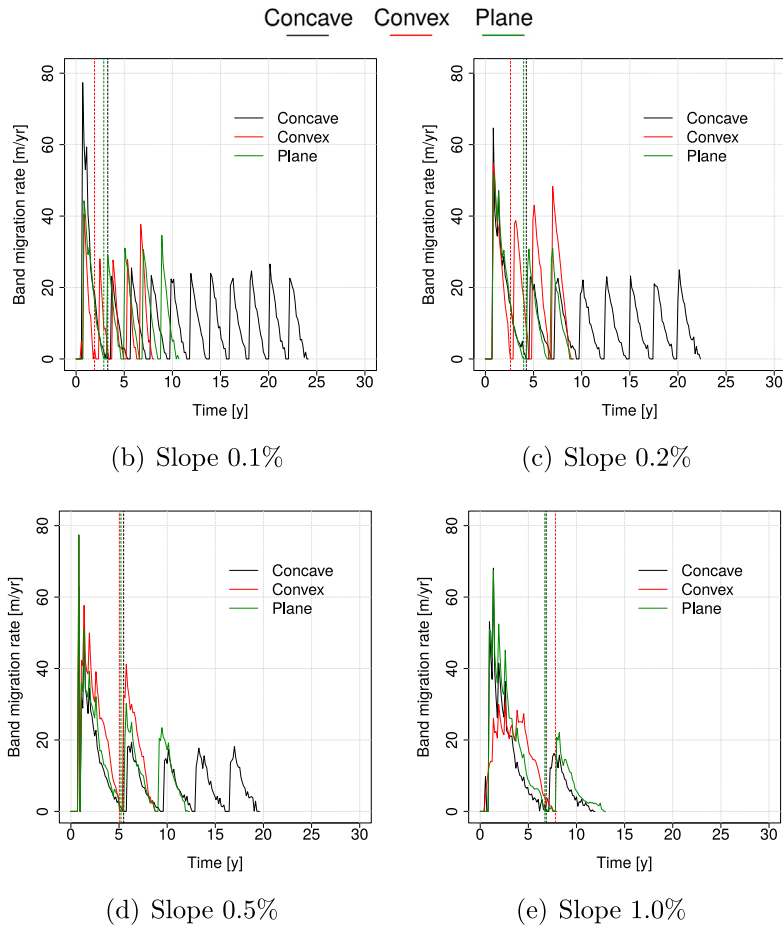 Concave Convex Plane
Band migration rate [m/yr]
80
60
40
20
0
Concave
Convex
Plane
0 5 10 15 20 25 30
Time [y]
(b) Slope 0.1%
Band migration rate [m/yr]
80
60
40
20
0
Concave
Convex
Plane
0 5 10 15 20 25 30
Time [y]
(c) Slope 0.2%
Band migration rate [m/yr]
80
60
40
20
0
Concave
Convex
Plane
0 5 10 15 20 25 30
Time [y]
(d) Slope 0.5%
Band migration rate [m/yr]
80
60
40
20
0
Concave
Convex
Plane
0 5 10 15 20 25 30
Time [y]
(e) Slope 1.0%